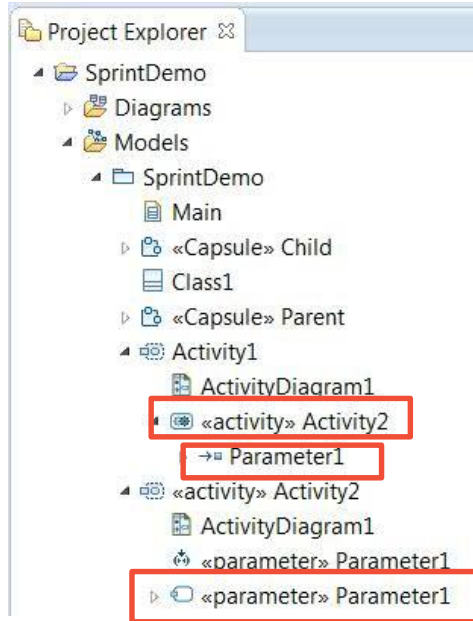 Project Explorer
SprintDemo
Diagrams
Models
SprintDemo
Main
«Capsule» Child
Class1
«Capsule» Parent
Activity1
ActivityDiagram1
«activity» Activity2
Parameter1
«activity» Activity2
ActivityDiagram1
«parameter» Parameter1
«parameter» Parameter1